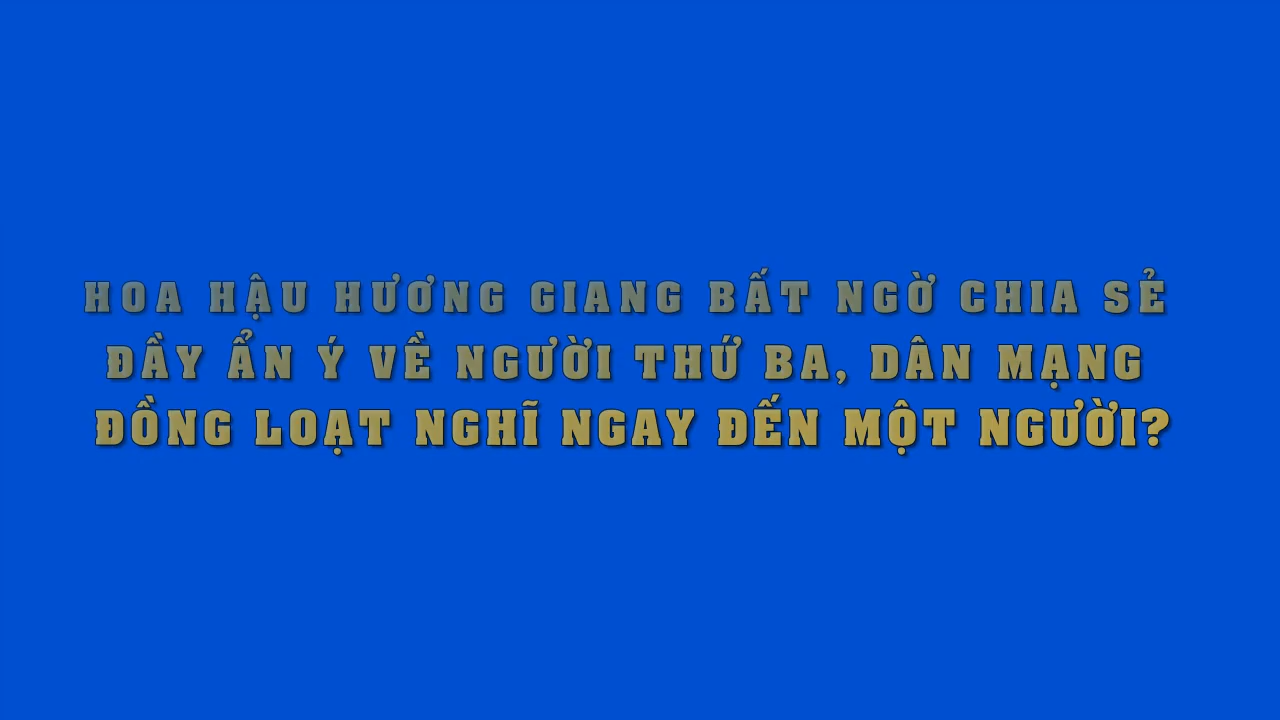 HOA HẬU HƯƠNG GIANG BẤT NGỜ CHIA SẺ
ĐẦY ẨN Ý VỀ NGƯỜI THỨ BA, DÂN MẠNG
ĐỒNG LOẠT NGHĨ NGAY ĐẾN MỘT NGƯỜI?